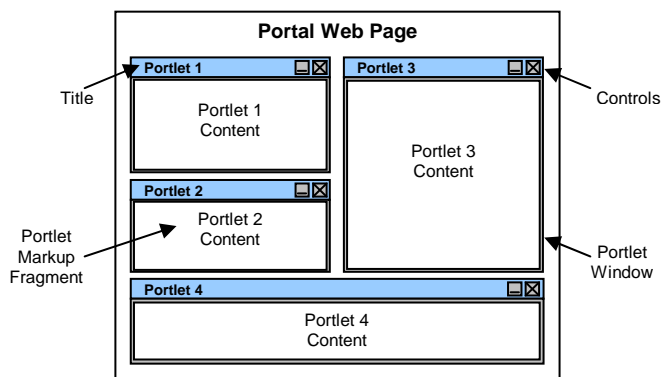 Portal Web Page
Portlet 1
Portlet 3
Title
Controls
Portlet 1
Content
Portlet 3
Content
Portlet 2
Portlet 2
Content
Portlet
Markup
Fragment
Portlet
Window
Portlet 4
Portlet 4
Content